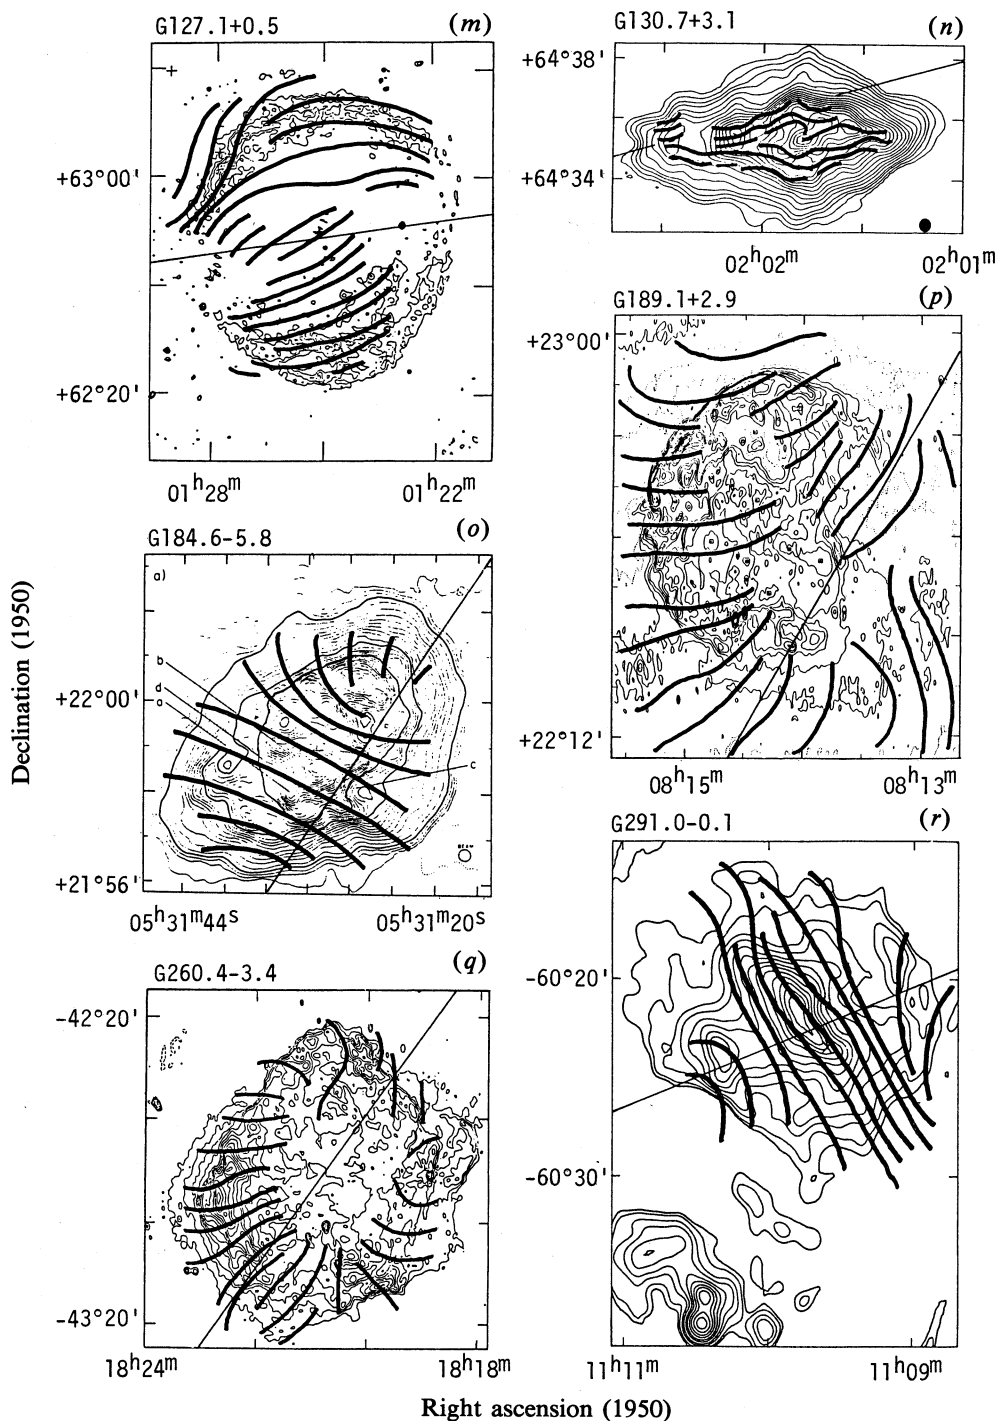 G127.1+0.5 (m)
+63°00'
+62°20'
01ʰ28ᵐ 01ʰ22ᵐ
G130.7+3.1 (n)
+64°38'
+64°34'
02ʰ02ᵐ 02ʰ01ᵐ
G184.6-5.8 (o)
a)
b
d
e
c
BEAM
+22°00'
+21°56'
05ʰ31ᵐ44ˢ 05ʰ31ᵐ20ˢ
G189.1+2.9 (p)
+23°00'
+22°12'
08ʰ15ᵐ 08ʰ13ᵐ
G260.4-3.4 (q)
-42°20'
-43°20'
18ʰ24ᵐ 18ʰ18ᵐ
G291.0-0.1 (r)
-60°20'
-60°30'
11ʰ11ᵐ 11ʰ09ᵐ
Declination (1950)
Right ascension (1950)